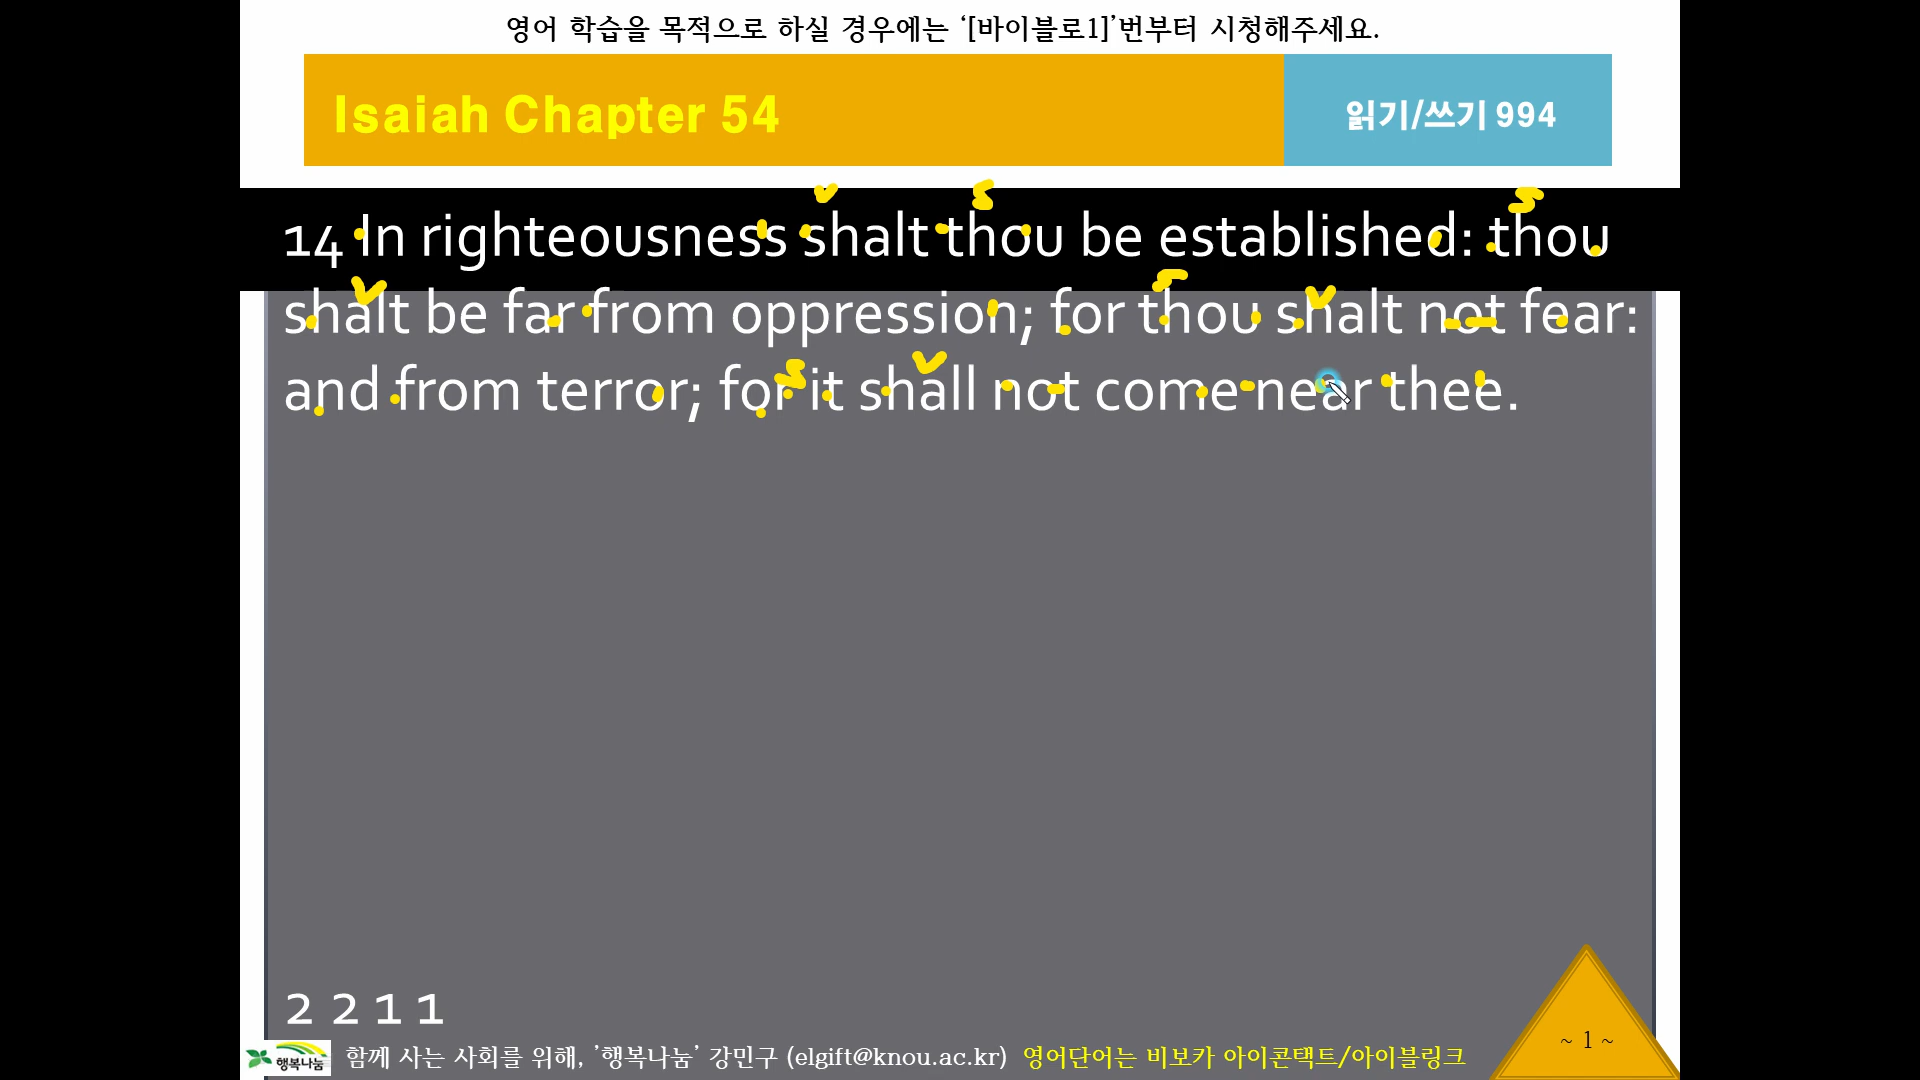 영어 학습을 목적으로 하실 경우에는 ‘[바이블로1]’번부터 시청해주세요.
Isaiah Chapter 54
읽기/쓰기 994
14 In righteousness shalt thou be established: thou
shalt be far from oppression; for thou shalt not fear:
and from terror; for it shall not come near thee.
2 2 1 1
행복나눔
함께 사는 사회를 위해, ’행복나눔’ 강민구 (elgift@knou.ac.kr) 영어단어는 비보카 아이콘택트/아이블링크
~ 1 ~